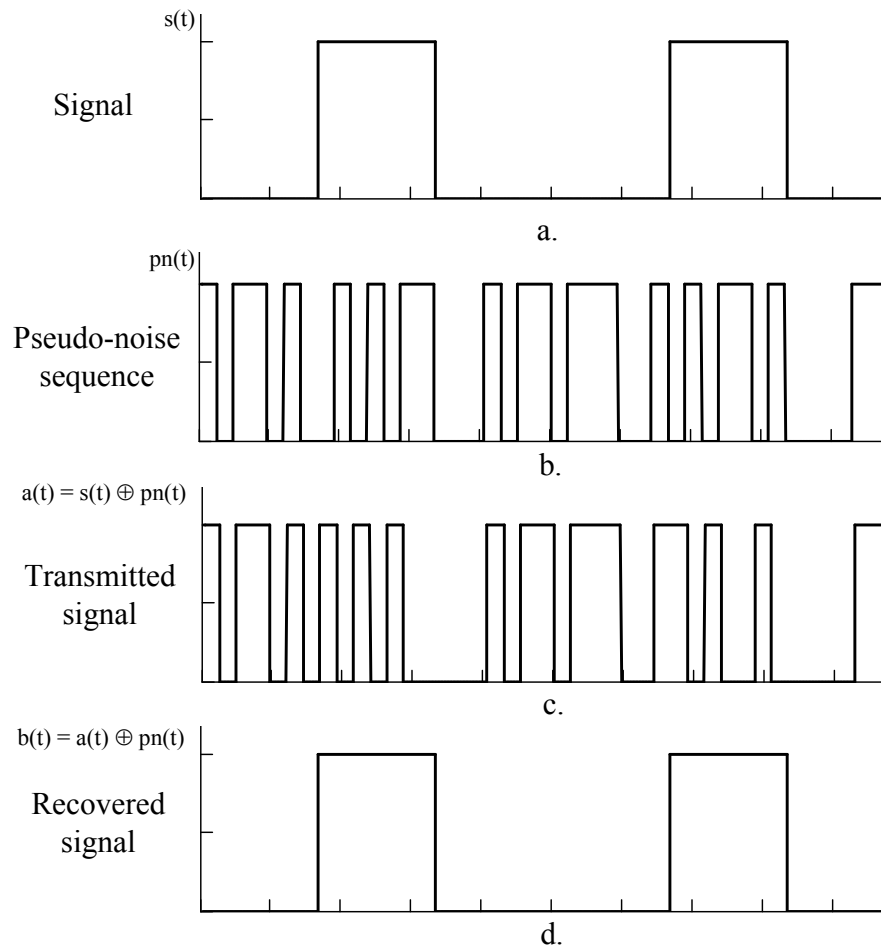 s(t)
Signal
a.
pn(t)
Pseudo-noise
sequence
b.
a(t) = s(t) ⊕ pn(t)
Transmitted
signal
c.
b(t) = a(t) ⊕ pn(t)
Recovered
signal
d.